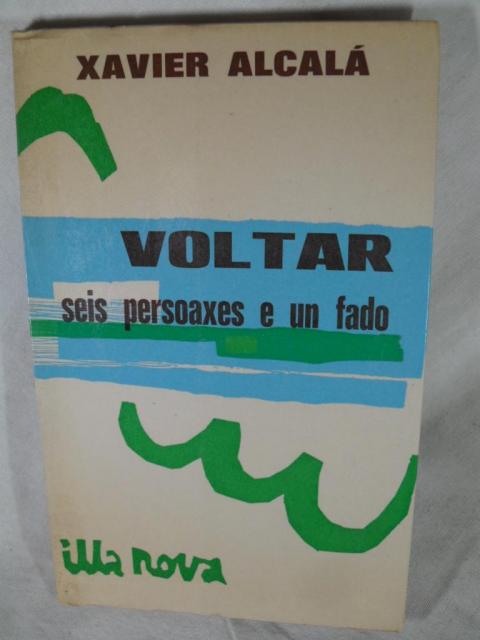 XAVIER ALCALÁ
VOLTAR
seis persoaxes e un fado
illa nova